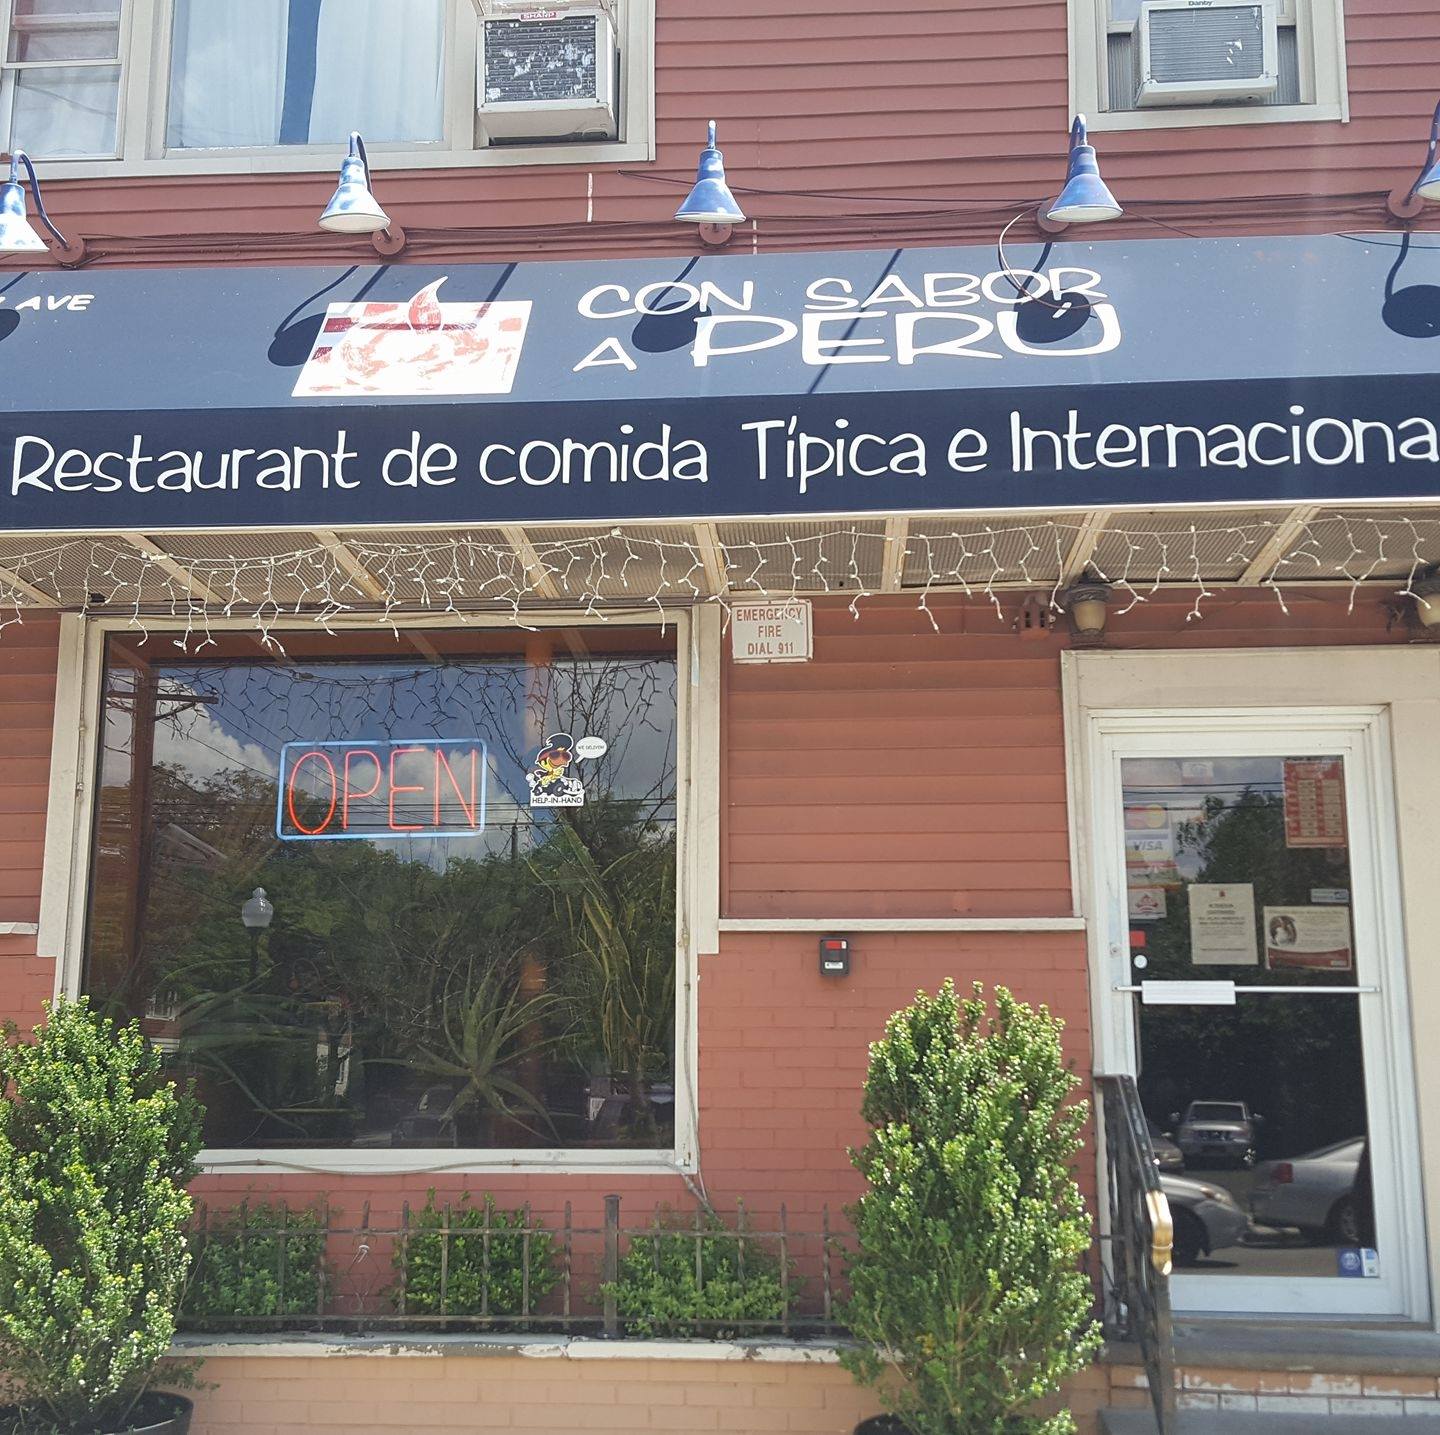 SHARP
Danby
AVE
CON SABOR
A PERÚ
Restaurant de comida Típica e Internaciona
EMERGENCY
FIRE
DIAL 911
OPEN
WE DELIVER!
HELP-IN-HAND
VISA